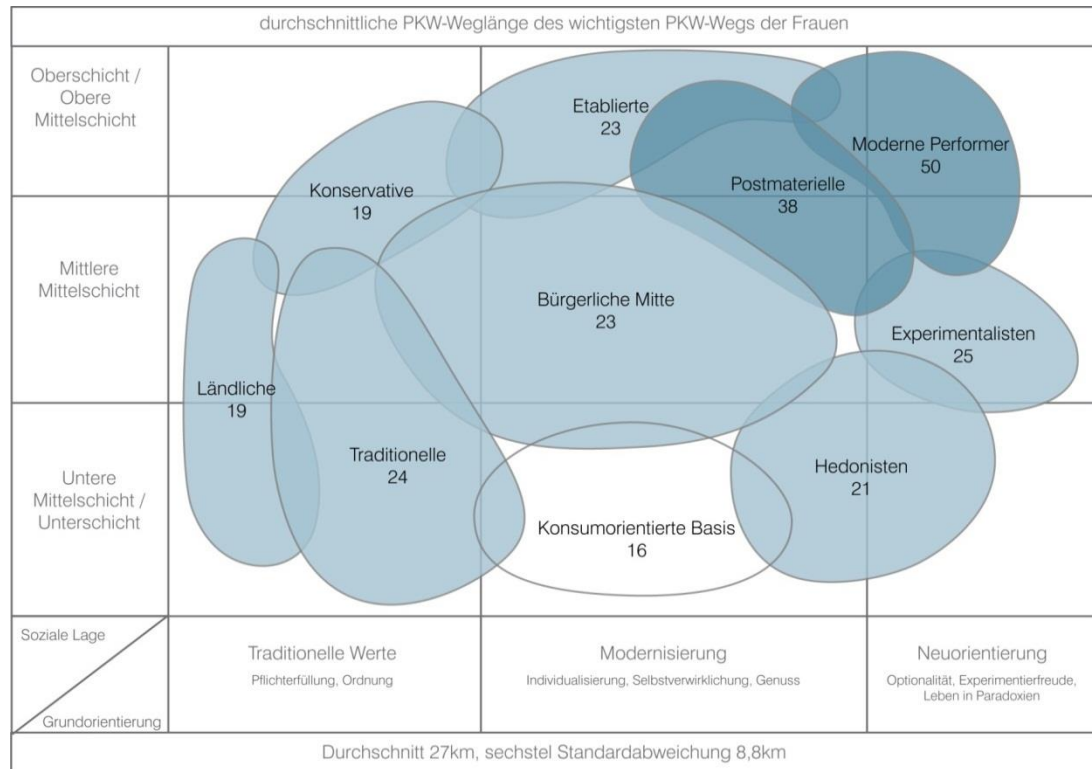 durchschnittliche PKW-Weglänge des wichtigsten PKW-Wegs der Frauen
Oberschicht /
Obere
Mittelschicht
Etablierte
23
Moderne Performer
50
Konservative
19
Postmaterielle
38
Mittlere
Mittelschicht
Bürgerliche Mitte
23
Experimentalisten
25
Ländliche
19
Untere
Mittelschicht /
Unterschicht
Traditionelle
24
Hedonisten
21
Konsumorientierte Basis
16
Soziale Lage
Grundorientierung
Traditionelle Werte
Pflichterfüllung, Ordnung
Modernisierung
Individualisierung, Selbstverwirklichung, Genuss
Neuorientierung
Optionalität, Experimentierfreude,
Leben in Paradoxien
Durchschnitt 27km, sechstel Standardabweichung 8,8km